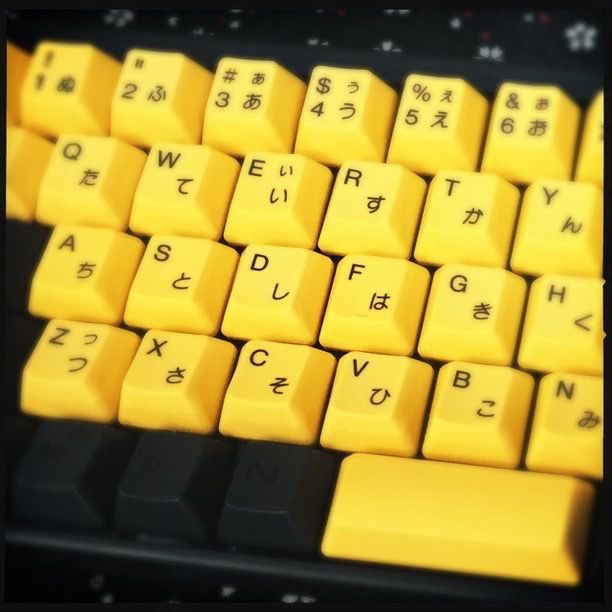 ! 1 ぬ
" 2 ふ
# ぁ 3 あ
$ ぅ 4 う
% ぇ 5 え
& ぉ 6 お
Q た
W て
E ぃ い
R す
T か
Y ん
A ち
S と
D し
F は
G き
H く
Z っ つ
X さ
C そ
V ひ
B こ
N み